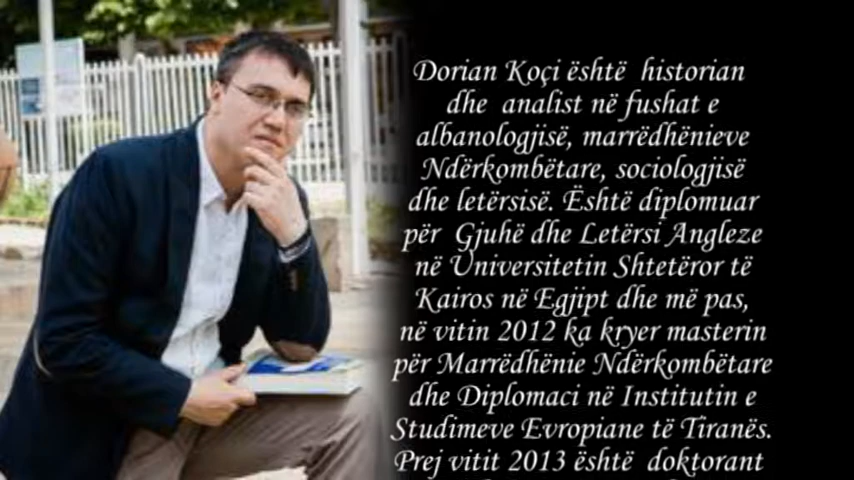 Dorian Koçi është historian
dhe analist në fushat e
albanologjisë, marrëdhënieve
Ndërkombëtare, sociologjisë
dhe letërsisë. Është diplomuar
për Gjuhë dhe Letërsi Angleze
në Universitetin Shtetëror të
Kairos në Egjipt dhe më pas,
në vitin 2012 ka kryer masterin
për Marrëdhënie Ndërkombëtare
dhe Diplomaci në Institutin e
Studimeve Evropiane të Tiranës.
Prej vitit 2013 është doktorant